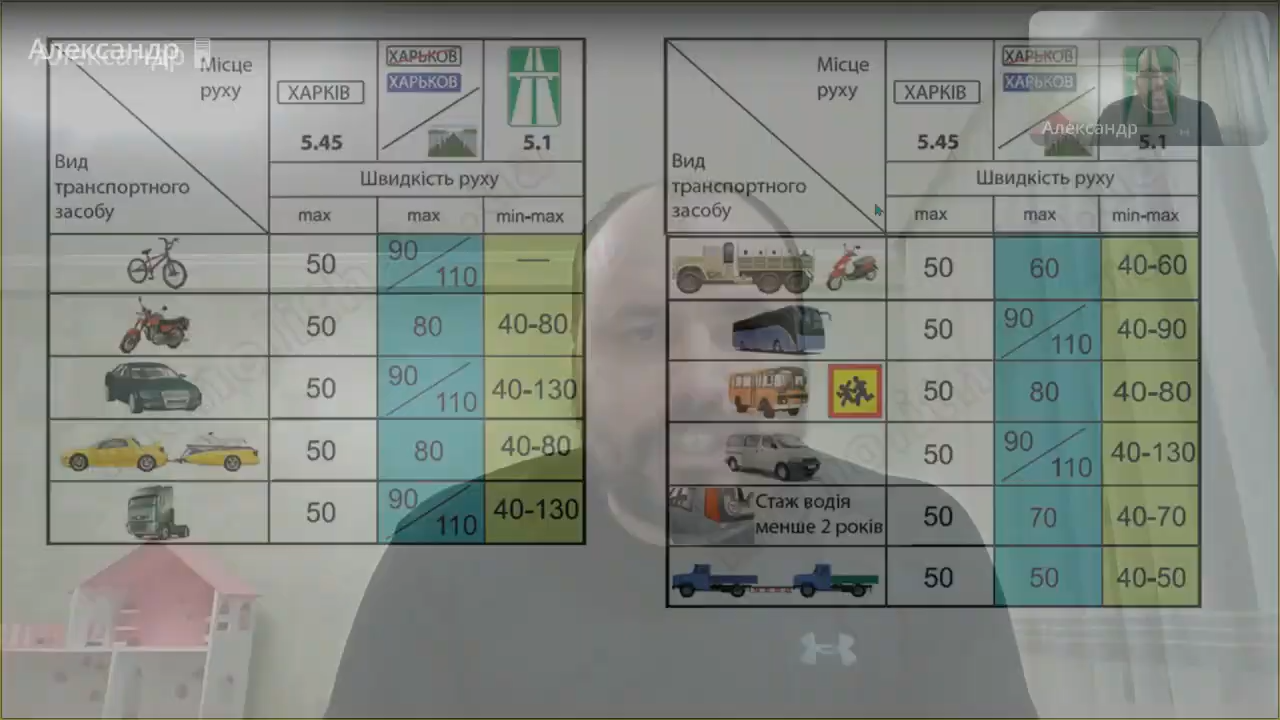 Александр
Александр
Александр
Місце
руху
Вид
транспортного
засобу
ХАРКІВ
5.45
ХАРЬКОВ
ХАРЬКОВ
5.1
Швидкість руху
max
max
min-max
50
90
110
—
50
80
40-80
50
90
110
40-130
50
80
40-80
50
90
110
40-130
Місце
руху
Вид
транспортного
засобу
ХАРКІВ
5.45
ХАРЬКОВ
ХАРЬКОВ
5.1
Швидкість руху
max
max
min-max
50
60
40-60
50
90
110
40-90
50
80
40-80
50
90
110
40-130
Стаж водія
менше 2 років
50
70
40-70
50
50
40-50